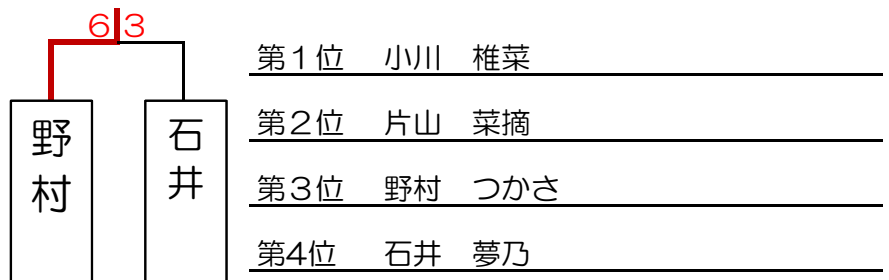 6 3
野村
石井
第１位　小川　椎菜
第２位　片山　菜摘
第３位　野村　つかさ
第4位　石井　夢乃